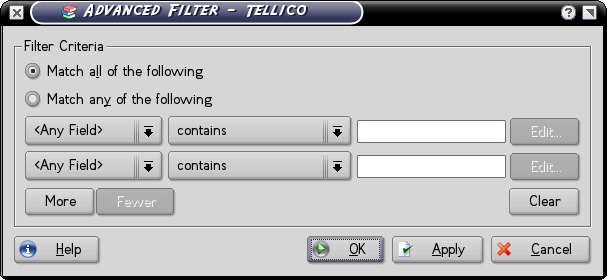 Advanced Filter - Tellico
Filter Criteria
Match all of the following
Match any of the following
<Any Field> contains Edit...
<Any Field> contains Edit...
More Fewer Clear
Help OK Apply Cancel